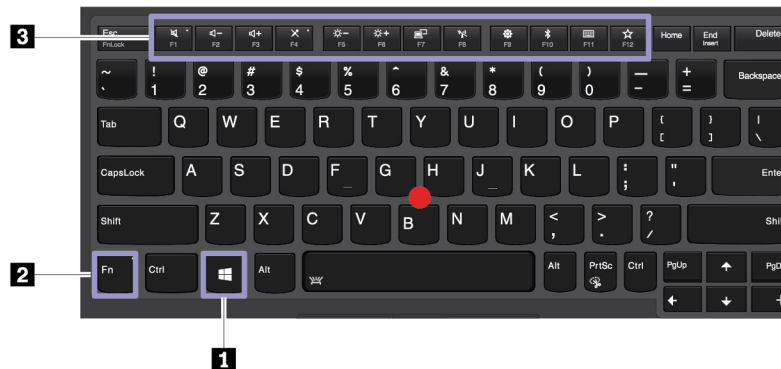 3
Esc F1 F2 F3 F4 F5 F6 F7 F8 F9 F10 F11 F12 Home End Delete
FnLock Insert
~ ! @ # $ % ^ & * ( ) — +
` 1 2 3 4 5 6 7 8 9 0 - = Backspace
Tab Q W E R T Y U I O P { } |
[ ] \
CapsLock A S D F G H J K L : " Enter
; '
Shift Z X C V B N M < > ? Shift
, . /
2
Fn Ctrl Alt Alt PrtSc Ctrl PgUp PgD
1